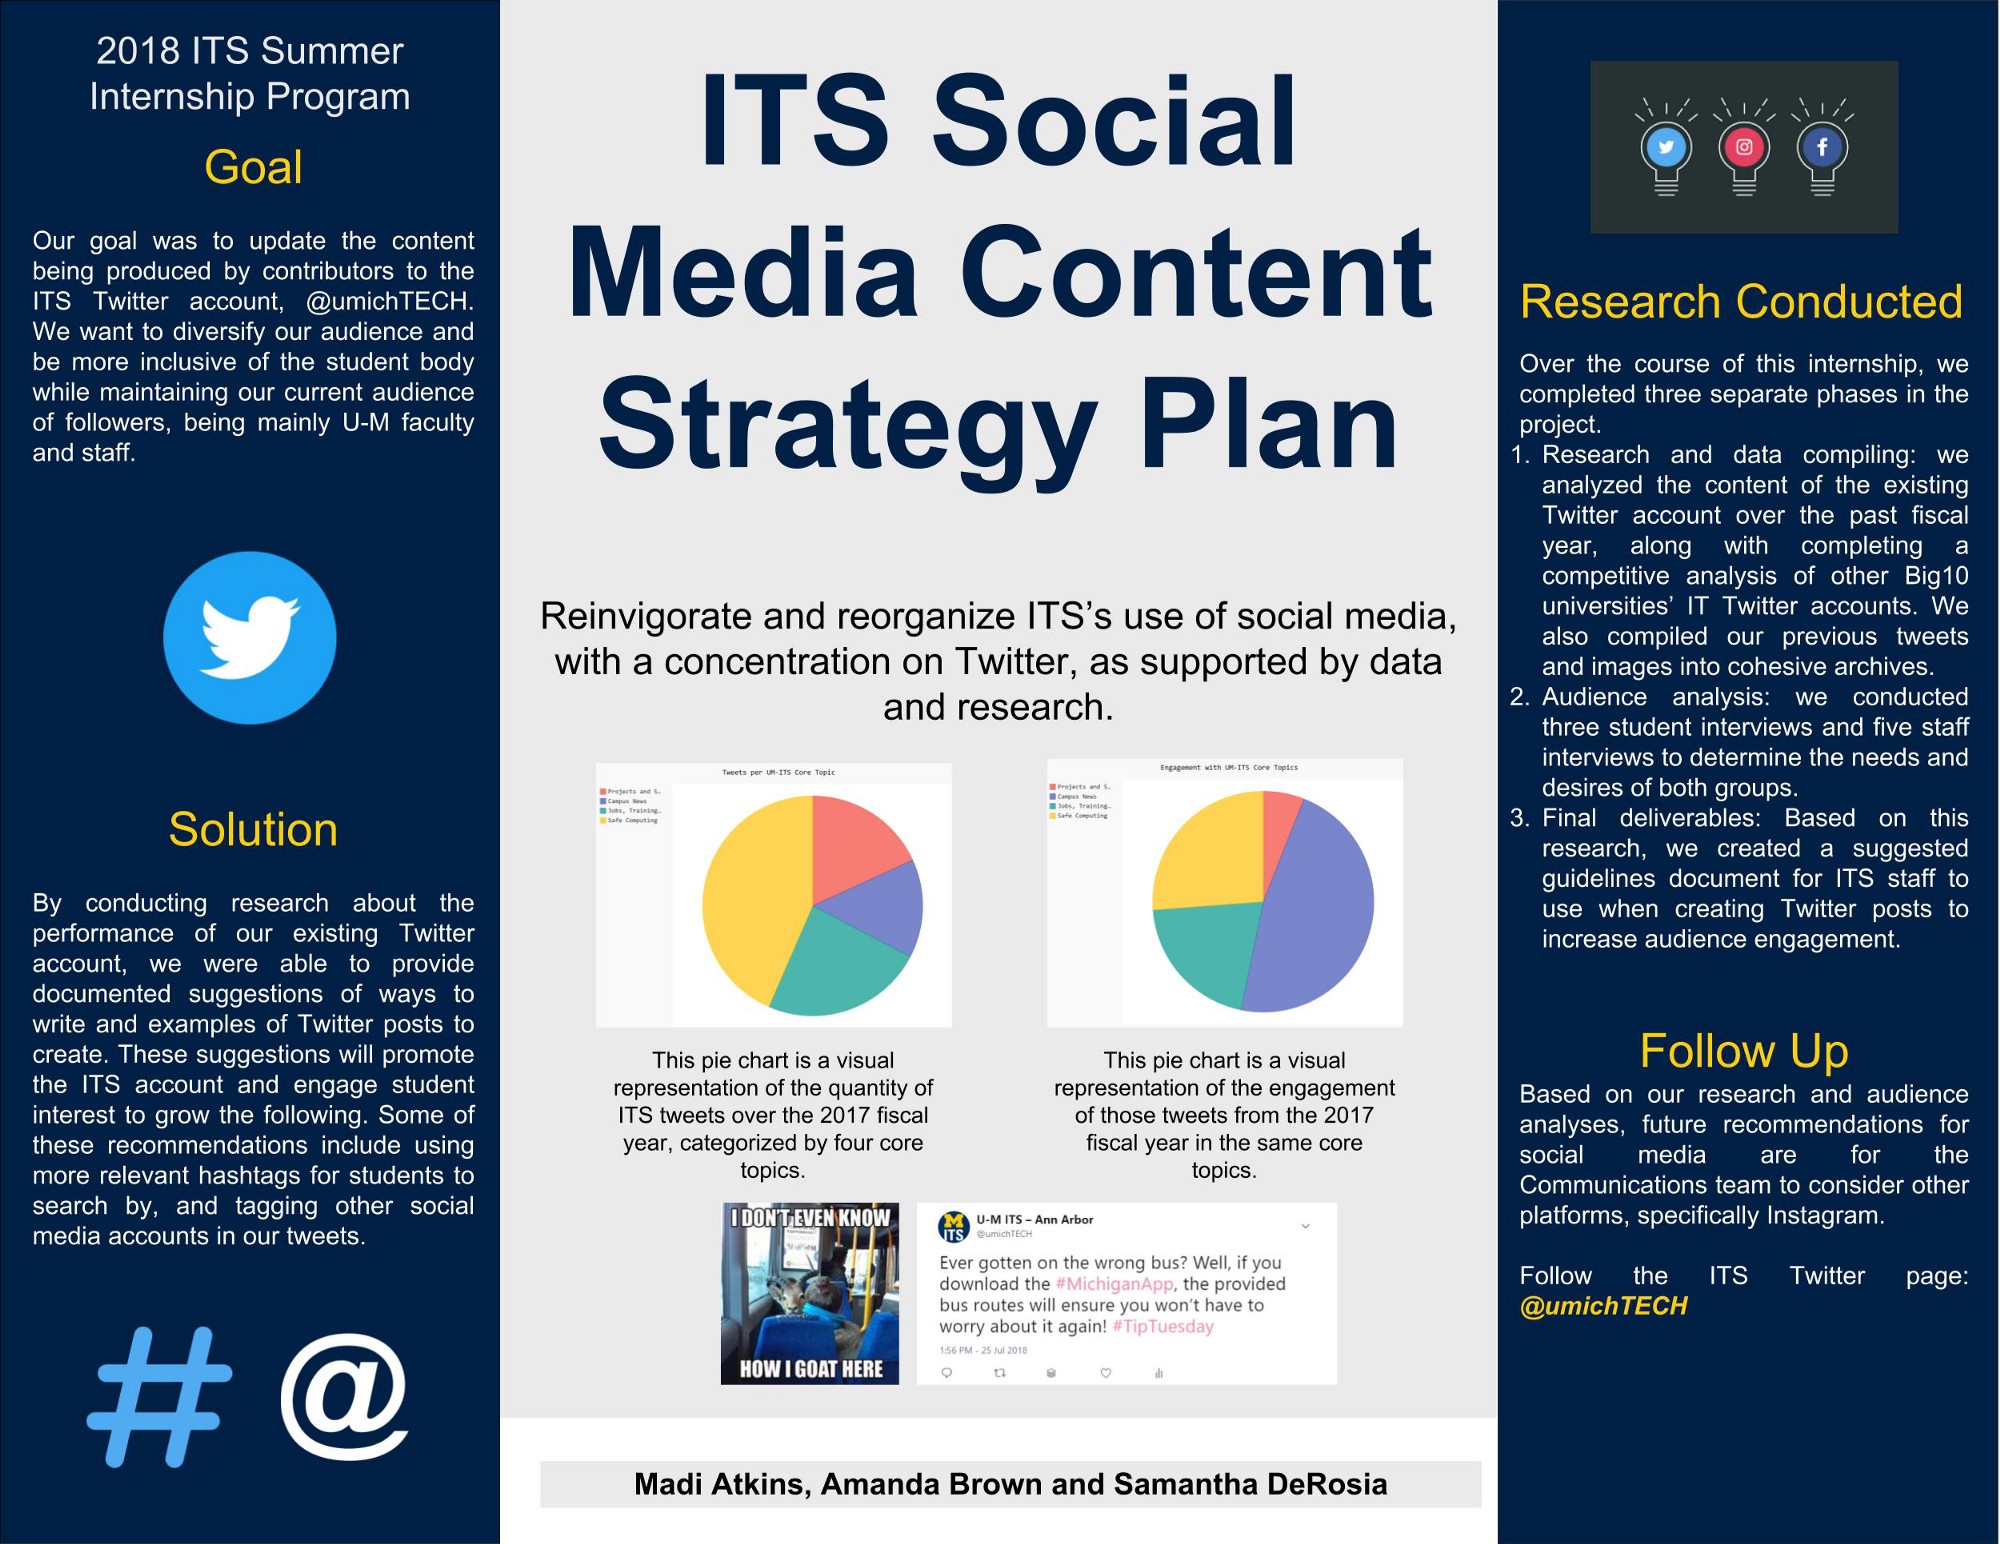 2018 ITS Summer
Internship Program
Goal
Our goal was to update the content
being produced by contributors to the
ITS Twitter account, @umichTECH.
We want to diversify our audience and
be more inclusive of the student body
while maintaining our current audience
of followers, being mainly U-M faculty
and staff.
Solution
By conducting research about the
performance of our existing Twitter
account, we were able to provide
documented suggestions of ways to
write and examples of Twitter posts to
create. These suggestions will promote
the ITS account and engage student
interest to grow the following. Some of
these recommendations include using
more relevant hashtags for students to
search by, and tagging other social
media accounts in our tweets.
# @
ITS Social
Media Content
Strategy Plan
Reinvigorate and reorganize ITS’s use of social media,
with a concentration on Twitter, as supported by data
and research.
Tweets per UM-ITS Core Topic
Projects and S…
Campus News
Jobs, Training…
Safe Computing
This pie chart is a visual
representation of the quantity of
ITS tweets over the 2017 fiscal
year, categorized by four core
topics.
Engagement with UM-ITS Core Topics
Projects and S…
Campus News
Jobs, Training…
Safe Computing
This pie chart is a visual
representation of the engagement
of those tweets from the 2017
fiscal year in the same core
topics.
I DON'T EVEN KNOW
HOW I GOAT HERE
M
ITS
U-M ITS – Ann Arbor
@umichTECH
Ever gotten on the wrong bus? Well, if you
download the #MichiganApp, the provided
bus routes will ensure you won't have to
worry about it again! #TipTuesday
1:56 PM - 25 Jul 2018
Madi Atkins, Amanda Brown and Samantha DeRosia
Research Conducted
Over the course of this internship, we
completed three separate phases in the
project.
1. Research and data compiling: we
analyzed the content of the existing
Twitter account over the past fiscal
year, along with completing a
competitive analysis of other Big10
universities’ IT Twitter accounts. We
also compiled our previous tweets
and images into cohesive archives.
2. Audience analysis: we conducted
three student interviews and five staff
interviews to determine the needs and
desires of both groups.
3. Final deliverables: Based on this
research, we created a suggested
guidelines document for ITS staff to
use when creating Twitter posts to
increase audience engagement.
Follow Up
Based on our research and audience
analyses, future recommendations for
social media are for the
Communications team to consider other
platforms, specifically Instagram.
Follow the ITS Twitter page:
@umichTECH